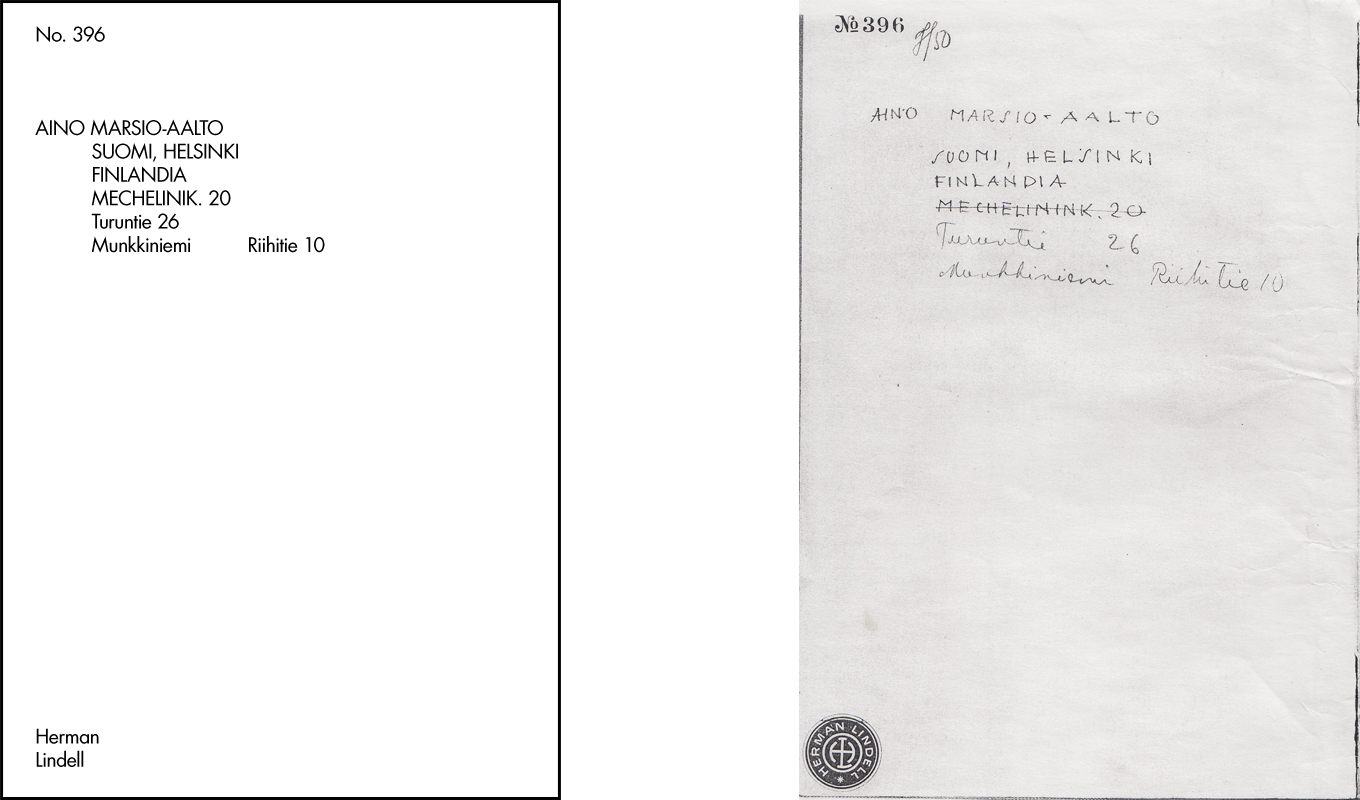 No. 396
AINO MARSIO-AALTO
SUOMI, HELSINKI
FINLANDIA
MECHELINIK. 20
Turuntie 26
Munkkiniemi Riihitie 10
Herman
Lindell
№396
AINO MARSIO-AALTO
SUOMI, HELSINKI
FINLANDIA
MECHELININK. 20
Turuntie 26
Munkkiniemi Riihitie 10
HERMAN LINDELL
HL